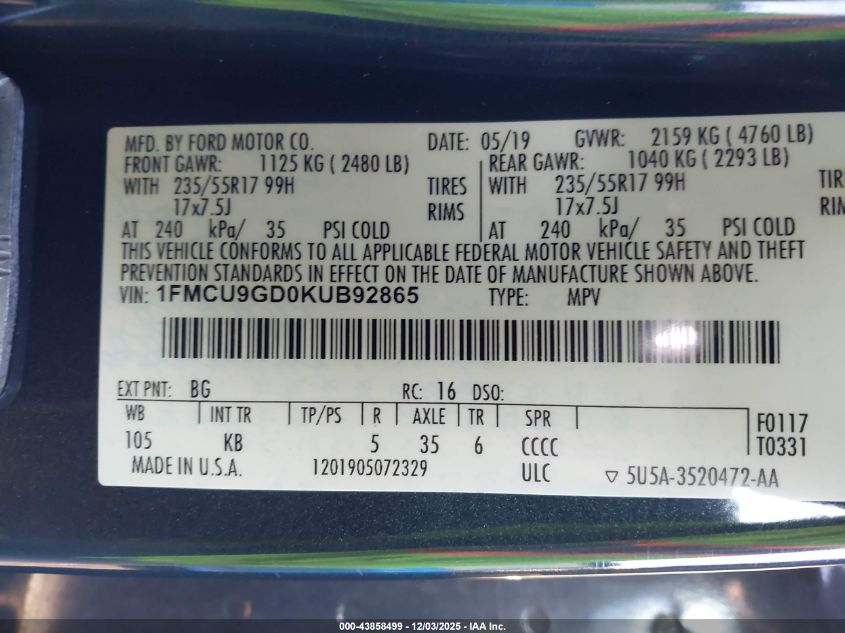 MFD. BY FORD MOTOR CO. DATE: 05/19 GVWR: 2159 KG ( 4760 LB)
FRONT GAWR: 1125 KG ( 2480 LB) REAR GAWR: 1040 KG ( 2293 LB)
WITH 235/55R17 99H TIRES WITH 235/55R17 99H
17x7.5J RIMS 17x7.5J
AT 240 kPa/ 35 PSI COLD AT 240 kPa/ 35 PSI COLD
THIS VEHICLE CONFORMS TO ALL APPLICABLE FEDERAL MOTOR VEHICLE SAFETY AND THEFT
PREVENTION STANDARDS IN EFFECT ON THE DATE OF MANUFACTURE SHOWN ABOVE.
VIN: 1FMCU9GD0KUB92865 TYPE: MPV
EXT PNT: BG RC: 16 DSO:
WB INT TR TP/PS R AXLE TR SPR F0117
105 KB 5 35 6 CCCC T0331
MADE IN U.S.A. 1201905072329 ULC ▽ 5U5A-3520472-AA
000-43858499 - 12/03/2025 - IAA Inc.